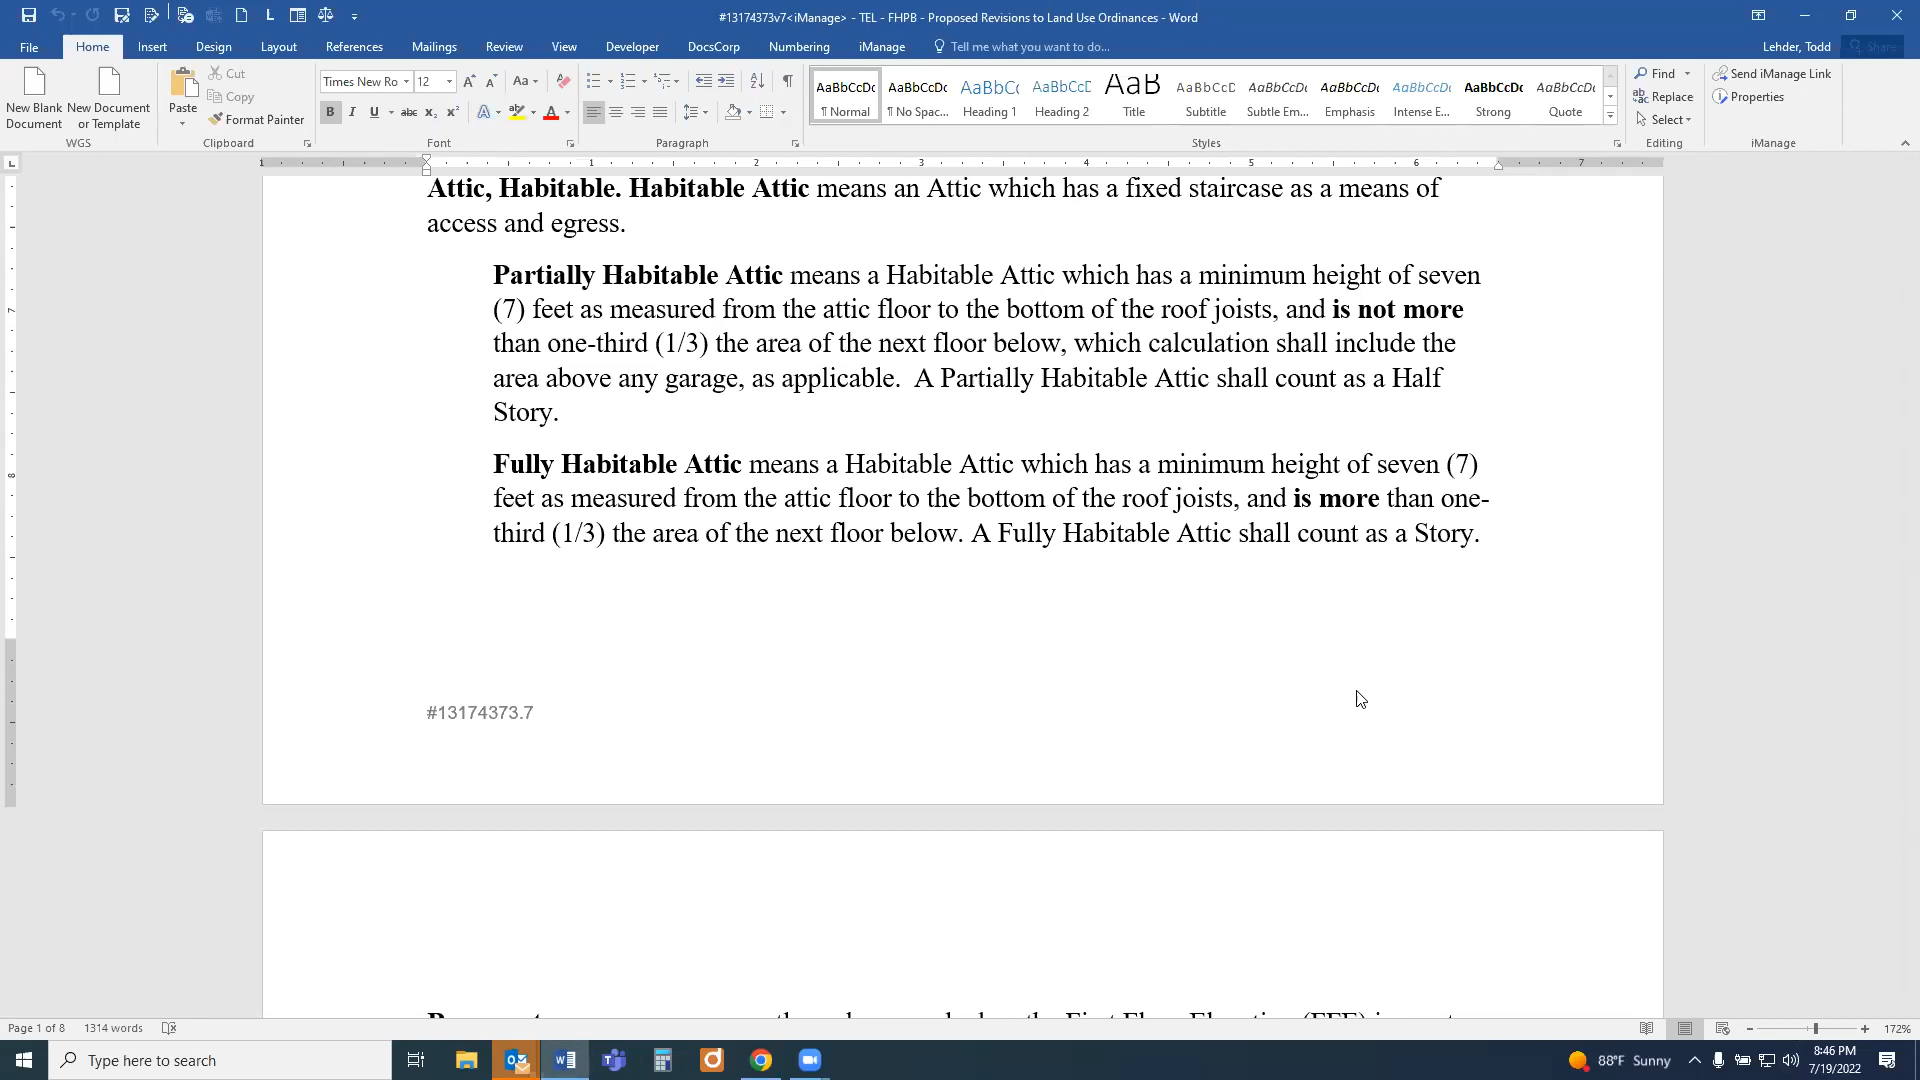 #13174373v7<iManage> - TEL - FHPB - Proposed Revisions to Land Use Ordinances - Word
File Home Insert Design Layout References Mailings Review View Developer DocsCorp Numbering iManage Tell me what you want to do... Lehder, Todd Share
New Blank Document
New Document or Template
WGS
Paste
Cut
Copy
Format Painter
Clipboard
Times New Ro 12
Font
Paragraph
AaBbCcDc AaBbCcDc AaBbCc AaBbCcD AaB AaBbCcD AaBbCcDc AaBbCcDc AaBbCcDc AaBbCcDc AaBbCcDc
¶ Normal ¶ No Spac... Heading 1 Heading 2 Title Subtitle Subtle Em... Emphasis Intense E... Strong Quote
Styles
Find
Replace
Select
Editing
Send iManage Link
Properties
iManage
1 1 2 3 4 5 6 7
Attic, Habitable. Habitable Attic means an Attic which has a fixed staircase as a means of
access and egress.
Partially Habitable Attic means a Habitable Attic which has a minimum height of seven
(7) feet as measured from the attic floor to the bottom of the roof joists, and is not more
than one-third (1/3) the area of the next floor below, which calculation shall include the
area above any garage, as applicable. A Partially Habitable Attic shall count as a Half
Story.
Fully Habitable Attic means a Habitable Attic which has a minimum height of seven (7)
feet as measured from the attic floor to the bottom of the roof joists, and is more than one-
third (1/3) the area of the next floor below. A Fully Habitable Attic shall count as a Story.
#13174373.7
7
8
Page 1 of 8 1314 words 172%
Type here to search
88°F Sunny
8:46 PM
7/19/2022